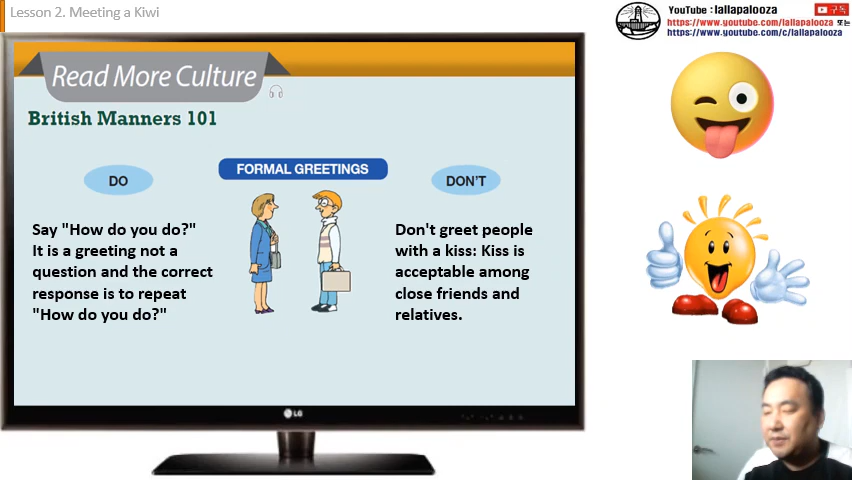 Lesson 2. Meeting a Kiwi
YouTube : lallapalooza
구독
https://www.youtube.com/lallapalooza 또는
https://www.youtube.com/c/lallapalooza
Read More Culture
British Manners 101
FORMAL GREETINGS
DO
Say "How do you do?"
It is a greeting not a
question and the correct
response is to repeat
"How do you do?"
DON'T
Don't greet people
with a kiss: Kiss is
acceptable among
close friends and
relatives.
LG